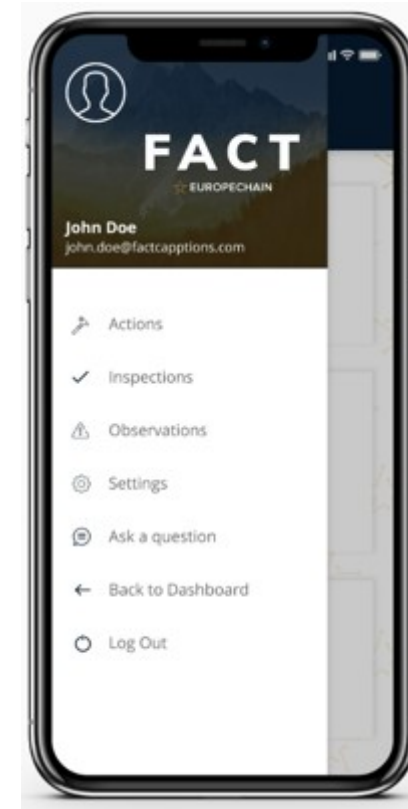 FACT
EUROPECHAIN
John Doe
john.doe@factcapptions.com
Actions
Inspections
Observations
Settings
Ask a question
Back to Dashboard
Log Out